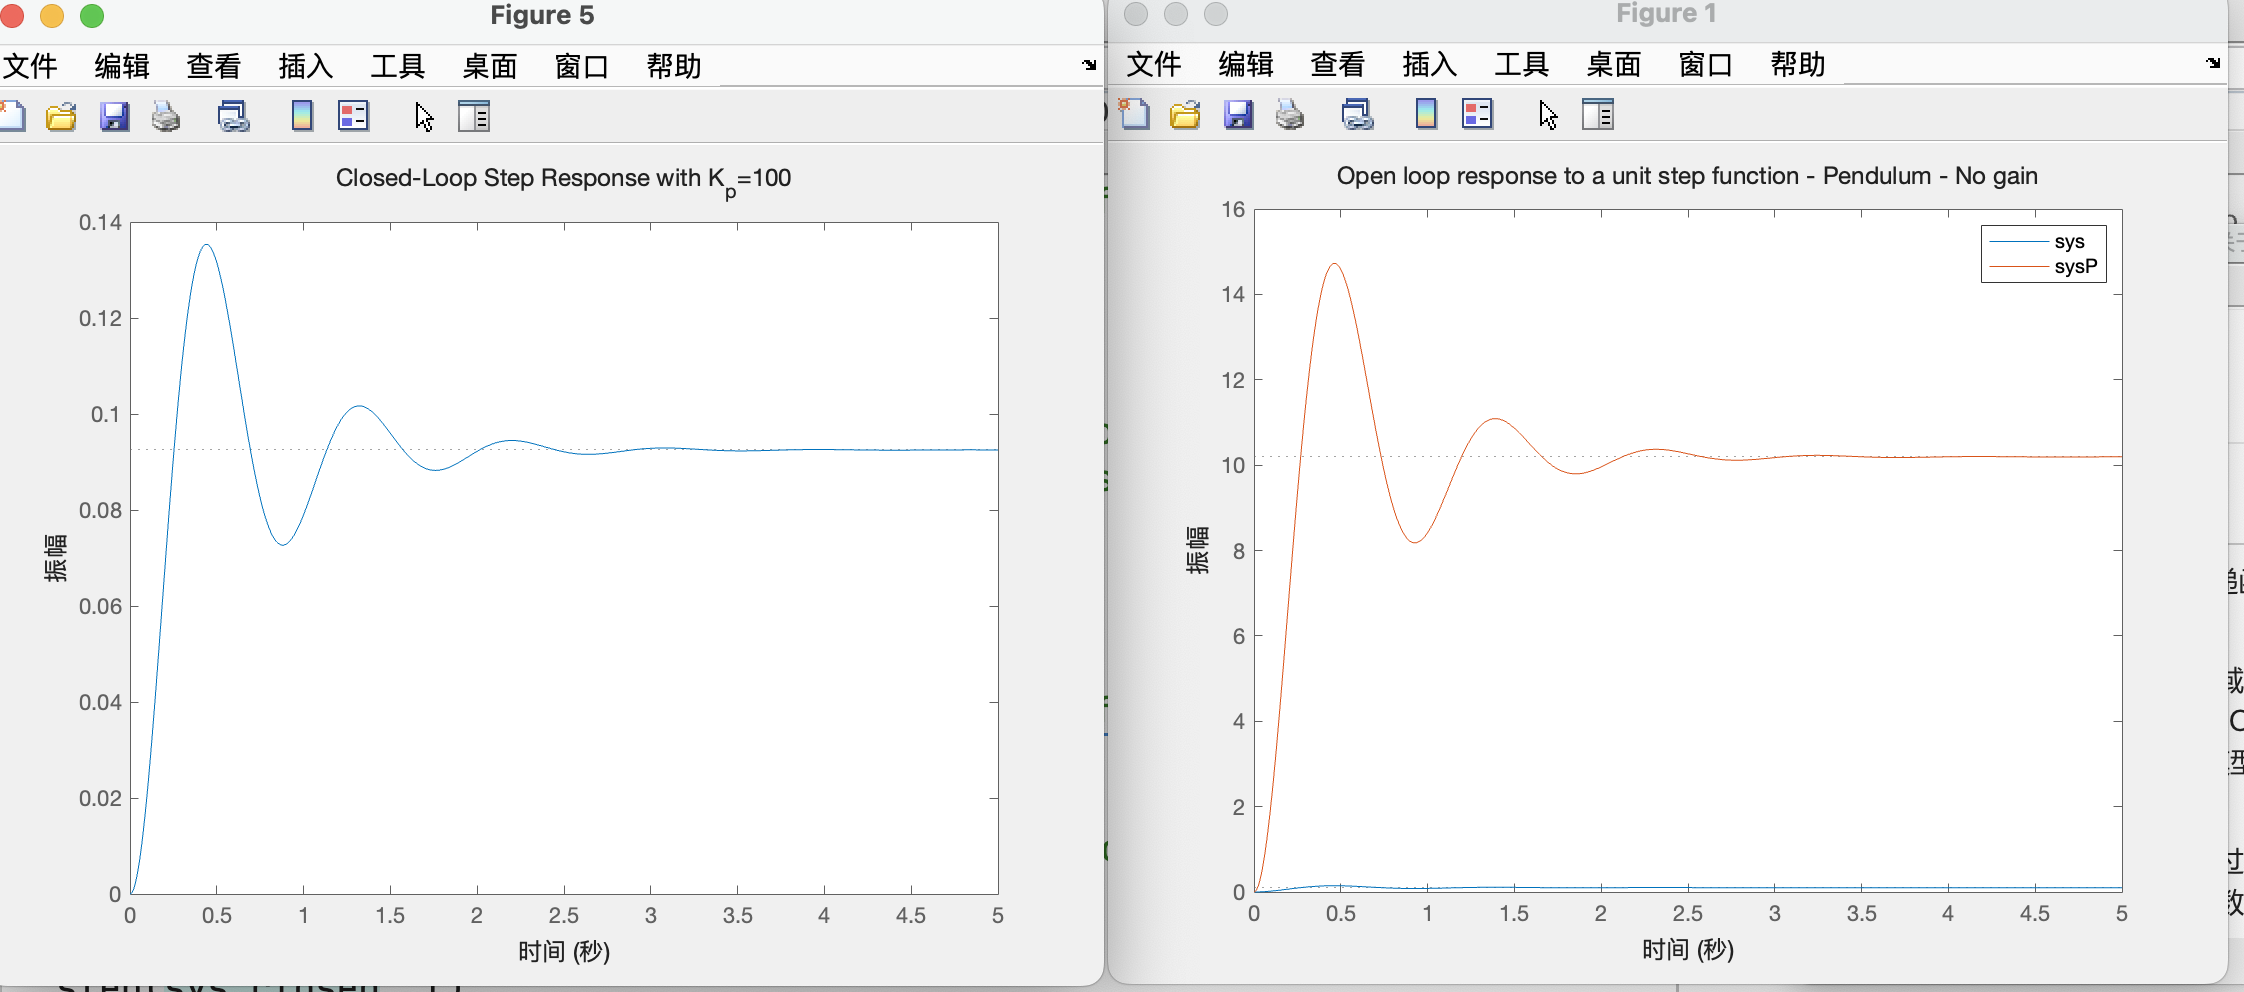 Figure 5
文件 编辑 查看 插入 工具 桌面 窗口 帮助
Closed-Loop Step Response with Kp=100
0.14
0.12
0.1
0.08
0.06
0.04
0.02
0
振幅
0 0.5 1 1.5 2 2.5 3 3.5 4 4.5 5
时间 (秒)
Figure 1
文件 编辑 查看 插入 工具 桌面 窗口 帮助
Open loop response to a unit step function - Pendulum - No gain
sys
sysP
16
14
12
10
8
6
4
2
0
振幅
0 0.5 1 1.5 2 2.5 3 3.5 4 4.5 5
时间 (秒)